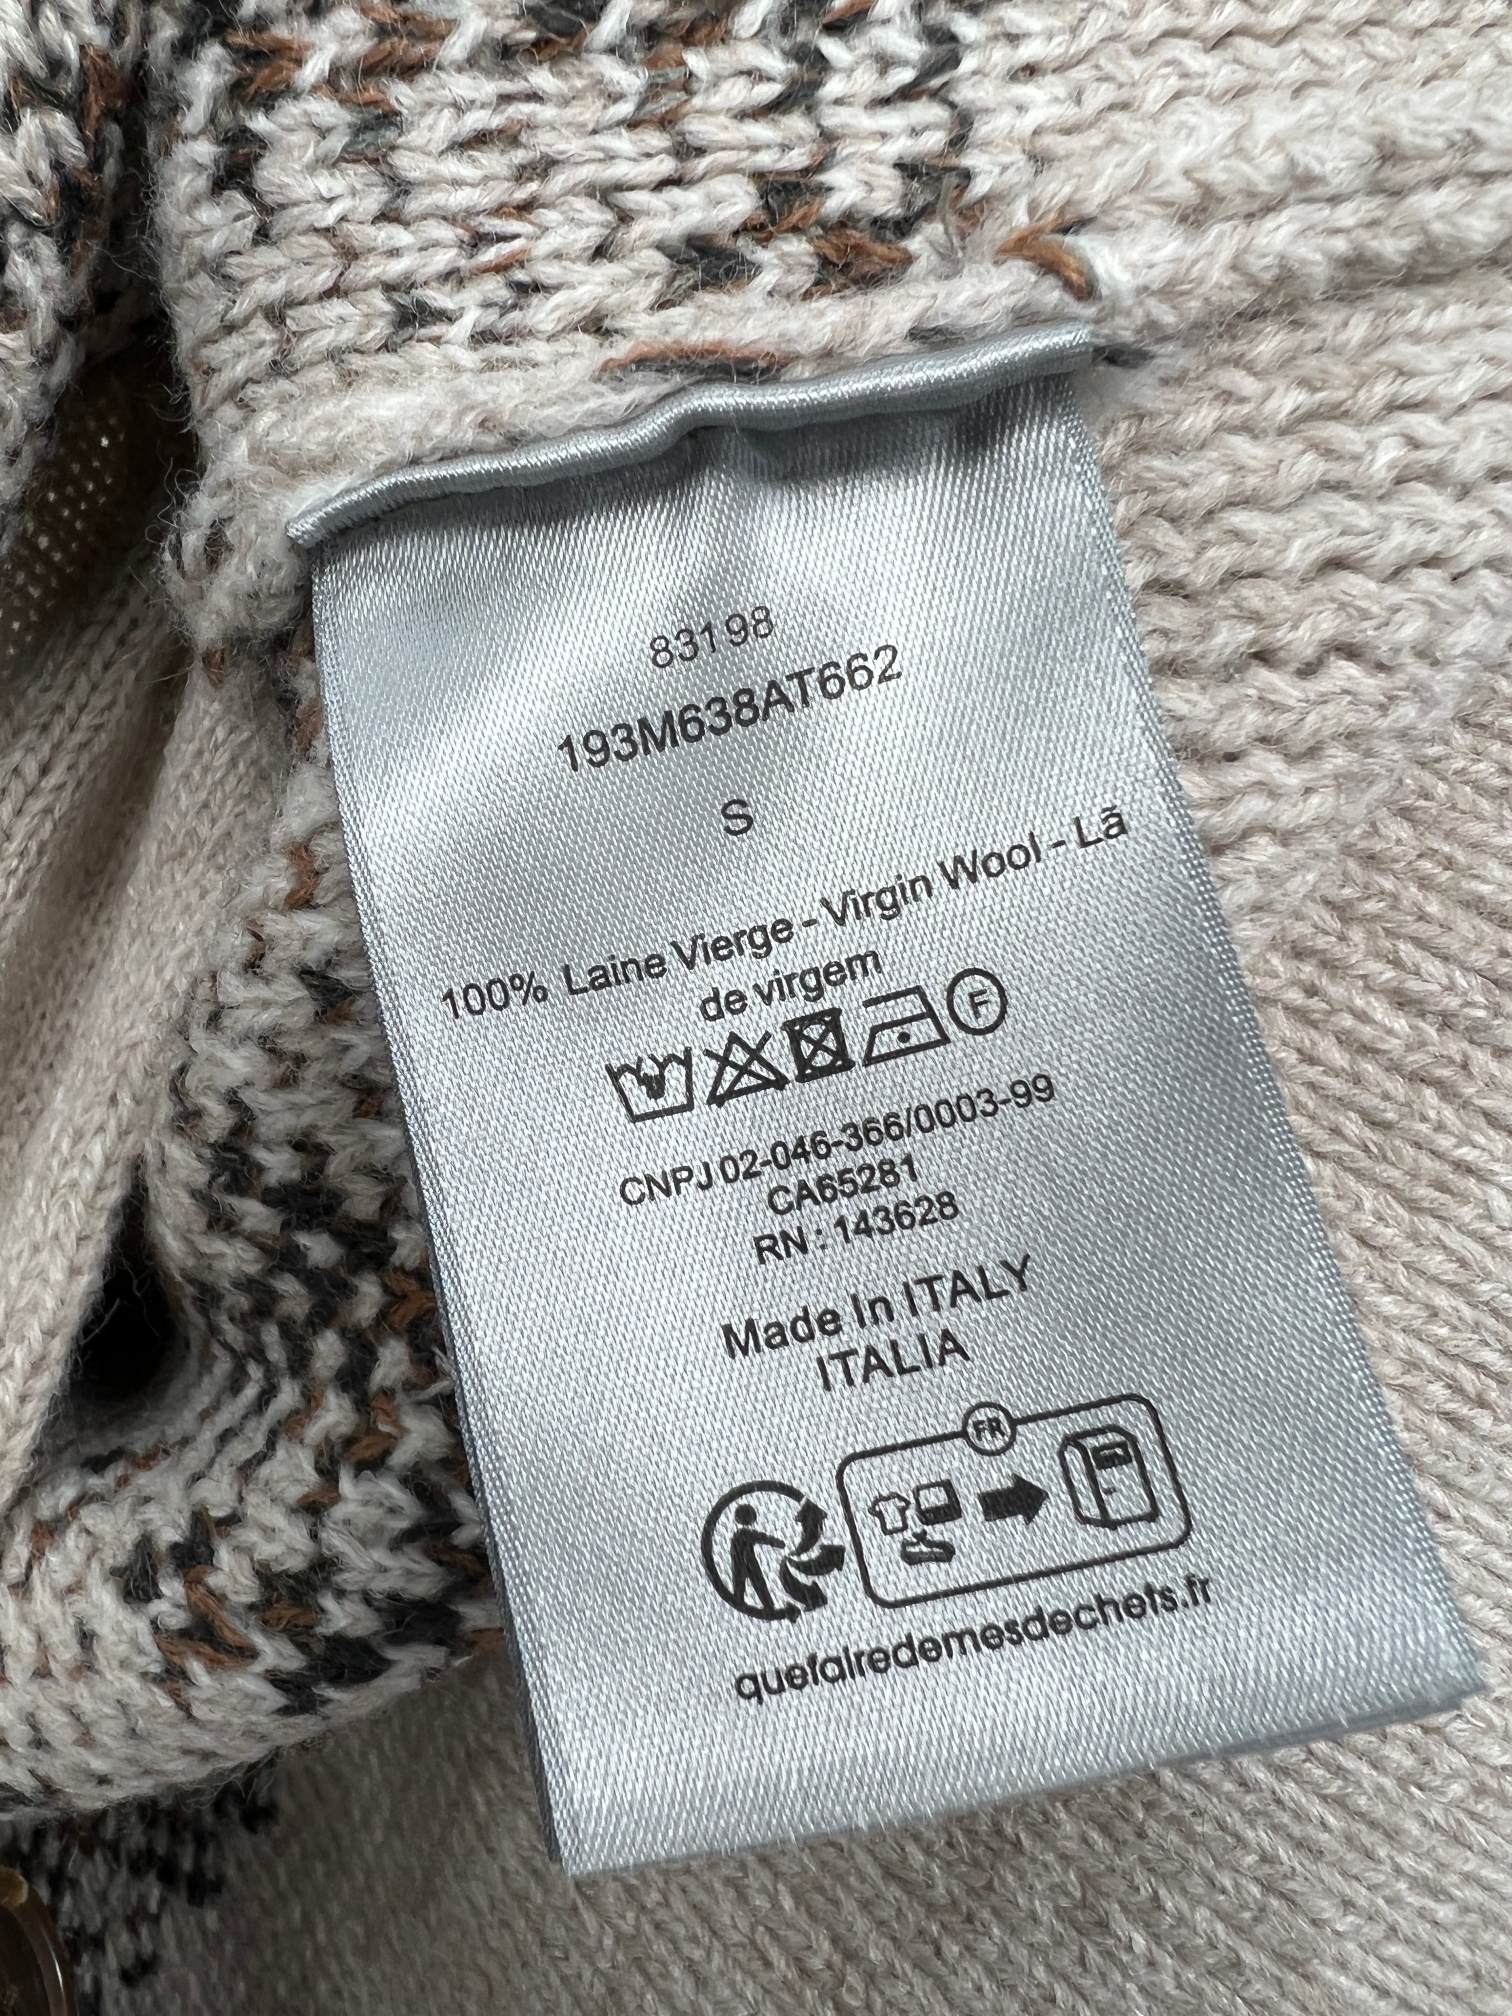 83198
193M638AT662
S
100% Laine Vierge - Virgin Wool - Lã
de virgem
F
CNPJ 02-046-366/0003-99
CA65281
RN : 143628
Made In ITALY
ITALIA
FR
quefairedemesdechets.fr